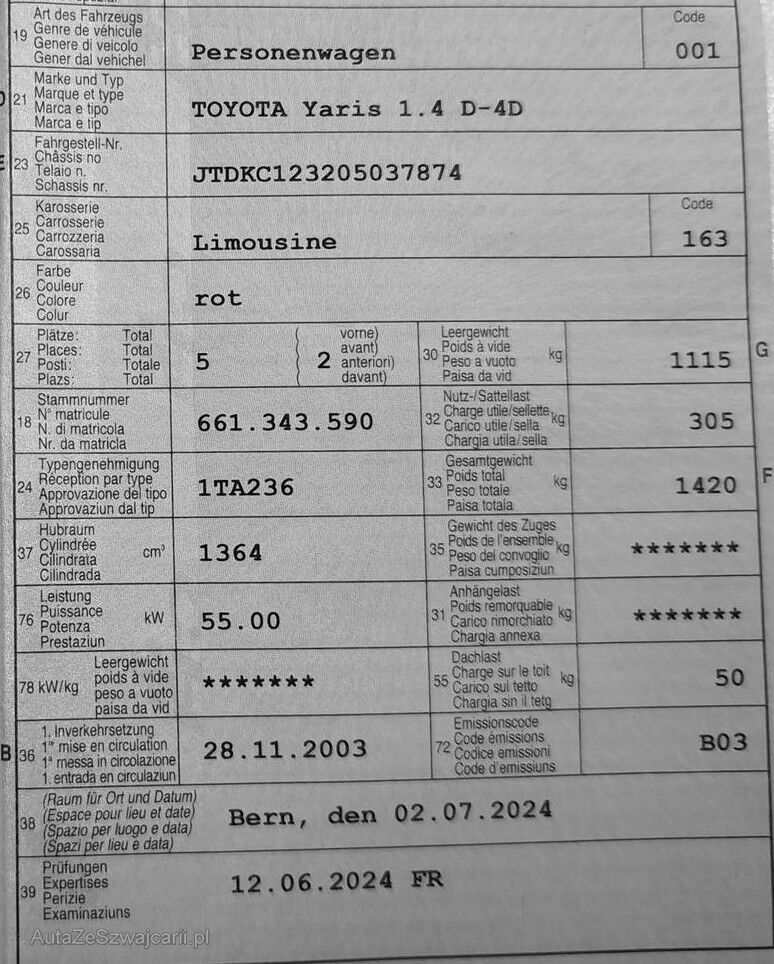 19 Art des Fahrzeugs
Genre de véhicule
Genere di veicolo
Gener dal vehichel
Personenwagen
Code
001
21 Marke und Typ
Marque et type
Marca e tipo
Marca e tip
TOYOTA Yaris 1.4 D-4D
23 Fahrgestell-Nr.
Châssis no
Telaio n.
Schassis nr.
JTDKC123205037874
25 Karosserie
Carrosserie
Carrozzeria
Carossaria
Limousine
Code
163
26 Farbe
Couleur
Colore
Colur
rot
27 Plätze: Total
Places: Total
Posti: Totale
Plazs: Total
5
( vorne)
avant)
2 anteriori)
( davant)
30 Leergewicht
Poids à vide
Peso a vuoto
Paisa da vid
kg
1115
G
18 Stammnummer
N° matricule
N. di matricola
Nr. da matricla
661.343.590
32 Nutz-/Sattellast
Charge utile/sellette
Carico utile/sella
Chargia utila/sella
kg
305
24 Typengenehmigung
Réception par type
Approvazione del tipo
Approvaziun dal tip
1TA236
33 Gesamtgewicht
Poids total
Peso totale
Paisa totala
kg
1420
F
37 Hubraum
Cylindrée
Cilindrata
Cilindrada
cm³
1364
35 Gewicht des Zuges
Poids de l'ensemble
Peso del convoglio
Paisa cumposiziun
kg
*******
76 Leistung
Puissance
Potenza
Prestaziun
kW
55.00
31 Anhängelast
Poids remorquable
Carico rimorchiato
Chargia annexa
kg
*******
78 kW/kg
Leergewicht
poids à vide
peso a vuoto
paisa da vid
*******
55 Dachlast
Charge sur le toit
Carico sul tetto
Chargia sin il tetg
kg
50
B
36 1. Inverkehrsetzung
1re mise en circulation
1a messa in circolazione
1. entrada en circulaziun
28.11.2003
72 Emissionscode
Code émissions
Codice emissioni
Code d'emissiuns
B03
38 (Raum für Ort und Datum)
(Espace pour lieu et date)
(Spazio per luogo e data)
(Spazi per lieu e data)
Bern, den 02.07.2024
39 Prüfungen
Expertises
Perizie
Examinaziuns
12.06.2024 FR
AutaZeSzwajcarii.pl